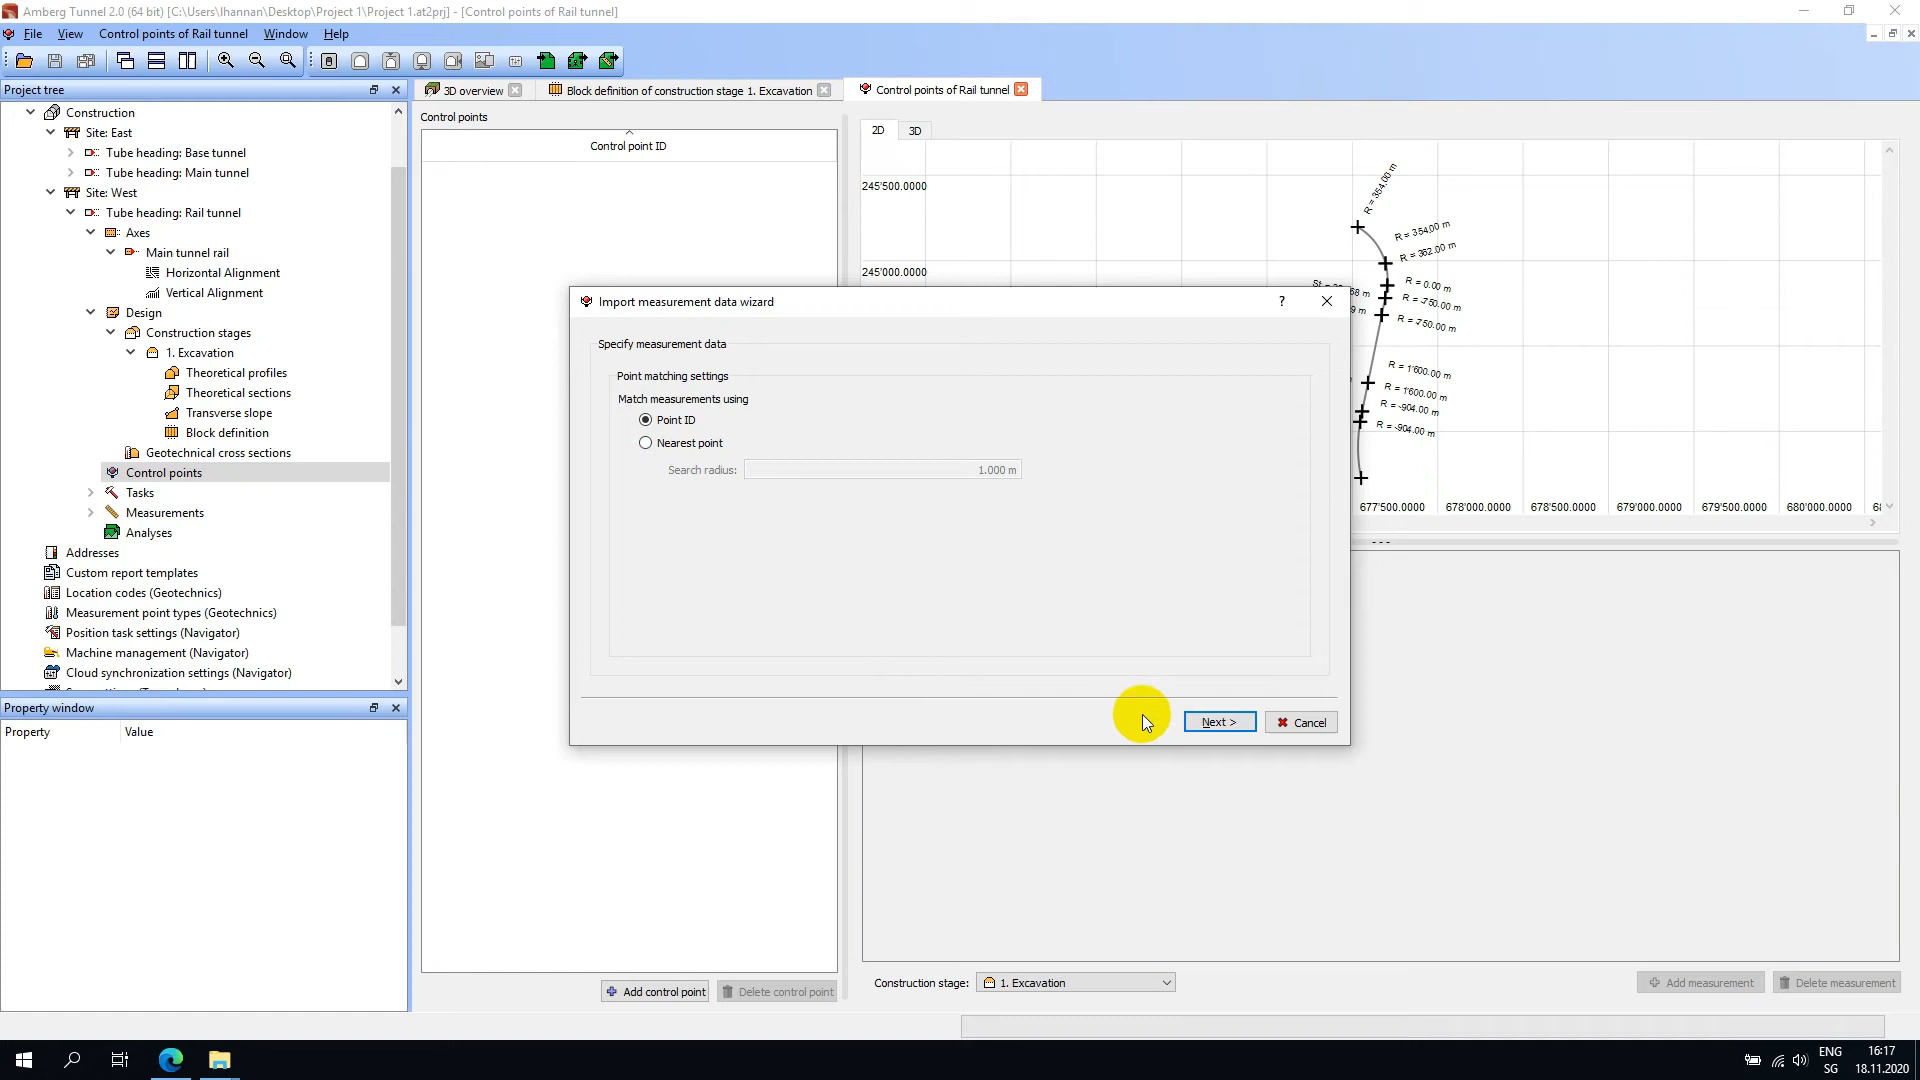 Amberg Tunnel 2.0 (64 bit) [C:\Users\lhannan\Desktop\Project 1\Project 1.at2prj] - [Control points of Rail tunnel]
File View Control points of Rail tunnel Window Help
Project tree
Construction
Site: East
Tube heading: Base tunnel
Tube heading: Main tunnel
Site: West
Tube heading: Rail tunnel
Axes
Main tunnel rail
Horizontal Alignment
Vertical Alignment
Design
Construction stages
1. Excavation
Theoretical profiles
Theoretical sections
Transverse slope
Block definition
Geotechnical cross sections
Control points
Tasks
Measurements
Analyses
Addresses
Custom report templates
Location codes (Geotechnics)
Measurement point types (Geotechnics)
Position task settings (Navigator)
Machine management (Navigator)
Cloud synchronization settings (Navigator)
Property window
Property Value
3D overview Block definition of construction stage 1. Excavation Control points of Rail tunnel
Control points
Control point ID
Add control point Delete control point
2D 3D
245'500.0000
245'000.0000
R = 354.00 m
R = 354.00 m
R = 362.00 m
R = 0.00 m
R = -750.00 m
R = -750.00 m
R = 1'600.00 m
R = 1'600.00 m
R = -904.00 m
R = -904.00 m
677'500.0000 678'000.0000 678'500.0000 679'000.0000 679'500.0000 680'000.0000
Import measurement data wizard
?
Specify measurement data
Point matching settings
Match measurements using
Point ID
Nearest point
Search radius: 1.000 m
Next > Cancel
Construction stage: 1. Excavation
Add measurement Delete measurement
ENG
SG
16:17
18.11.2020